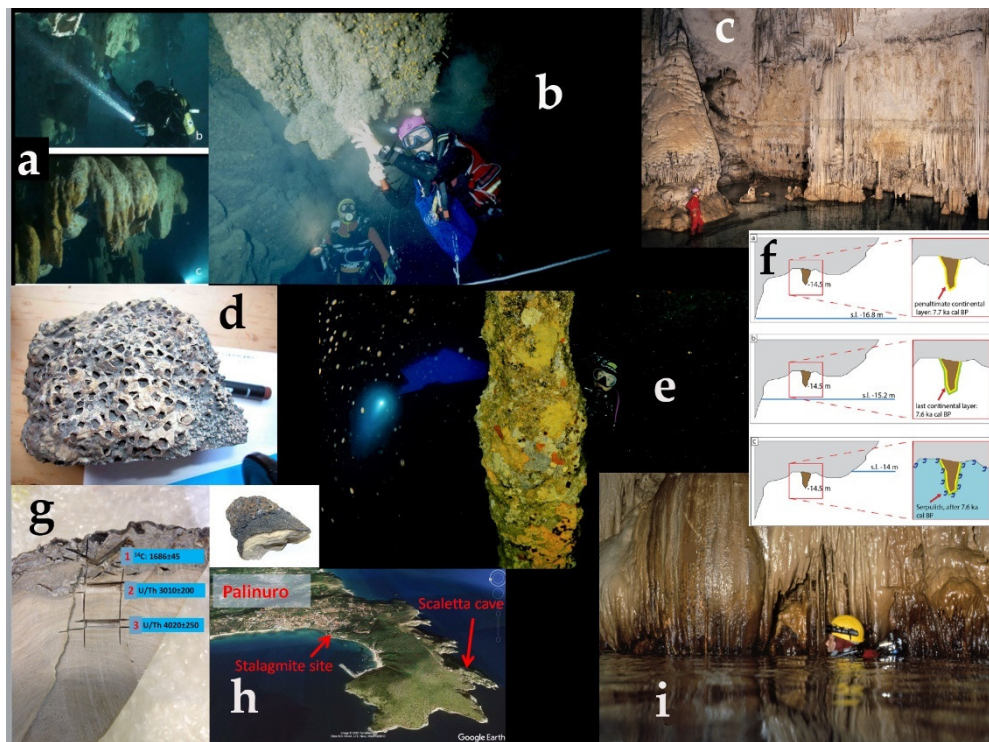 a
b
c
b
c
d
e
f
a
-14.5 m
s.l. -16.8 m
penultimate continental
layer: 7.7 ka cal BP
b
-14.5 m
s.l. -15.2 m
last continental layer:
7.6 ka cal BP
c
s.l. -14 m
-14.5 m
Serpulids, after 7.6 ka
cal BP
g
1 ¹⁴C: 1686±45
2 U/Th 3010±200
3 U/Th 4020±250
Palinuro
Scaletta cave
Stalagmite site
h
Google Earth
i